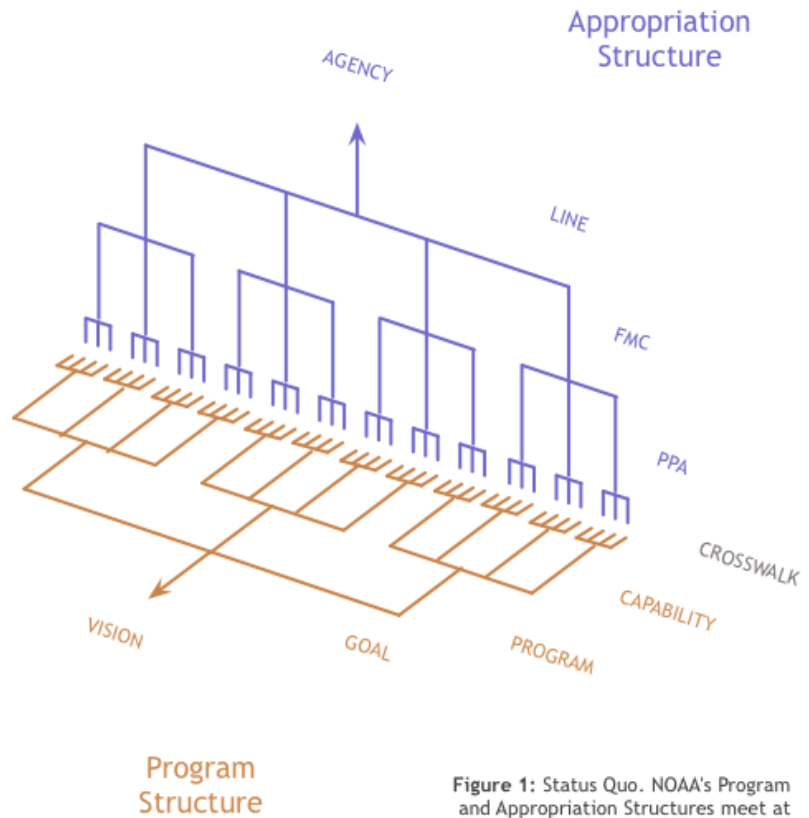 Appropriation
Structure
AGENCY
LINE
FMC
PPA
CROSSWALK
CAPABILITY
PROGRAM
GOAL
VISION
Program
Structure
Figure 1: Status Quo. NOAA's Program
and Appropriation Structures meet at